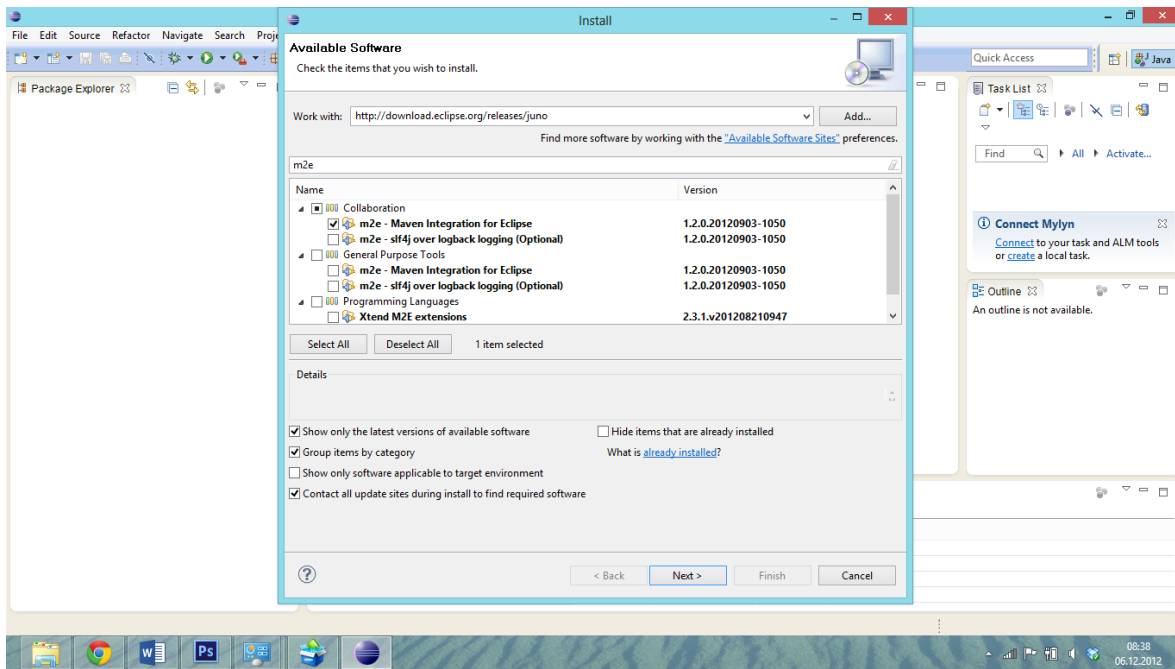 Install
File Edit Source Refactor Navigate Search Proje
Quick Access
Java
Package Explorer
Available Software
Check the items that you wish to install.
Work with: http://download.eclipse.org/releases/juno Add...
Find more software by working with the "Available Software Sites" preferences.
m2e
Name Version
Collaboration
m2e - Maven Integration for Eclipse 1.2.0.20120903-1050
m2e - slf4j over logback logging (Optional) 1.2.0.20120903-1050
General Purpose Tools
m2e - Maven Integration for Eclipse 1.2.0.20120903-1050
m2e - slf4j over logback logging (Optional) 1.2.0.20120903-1050
Programming Languages
Xtend M2E extensions 2.3.1.v201208210947
Select All Deselect All 1 item selected
Details
Show only the latest versions of available software Hide items that are already installed
Group items by category What is already installed?
Show only software applicable to target environment
Contact all update sites during install to find required software
? < Back Next > Finish Cancel
Task List
Find All Activate...
Connect Mylyn
Connect to your task and ALM tools
or create a local task.
Outline
An outline is not available.
W Ps
08:38
06.12.2012